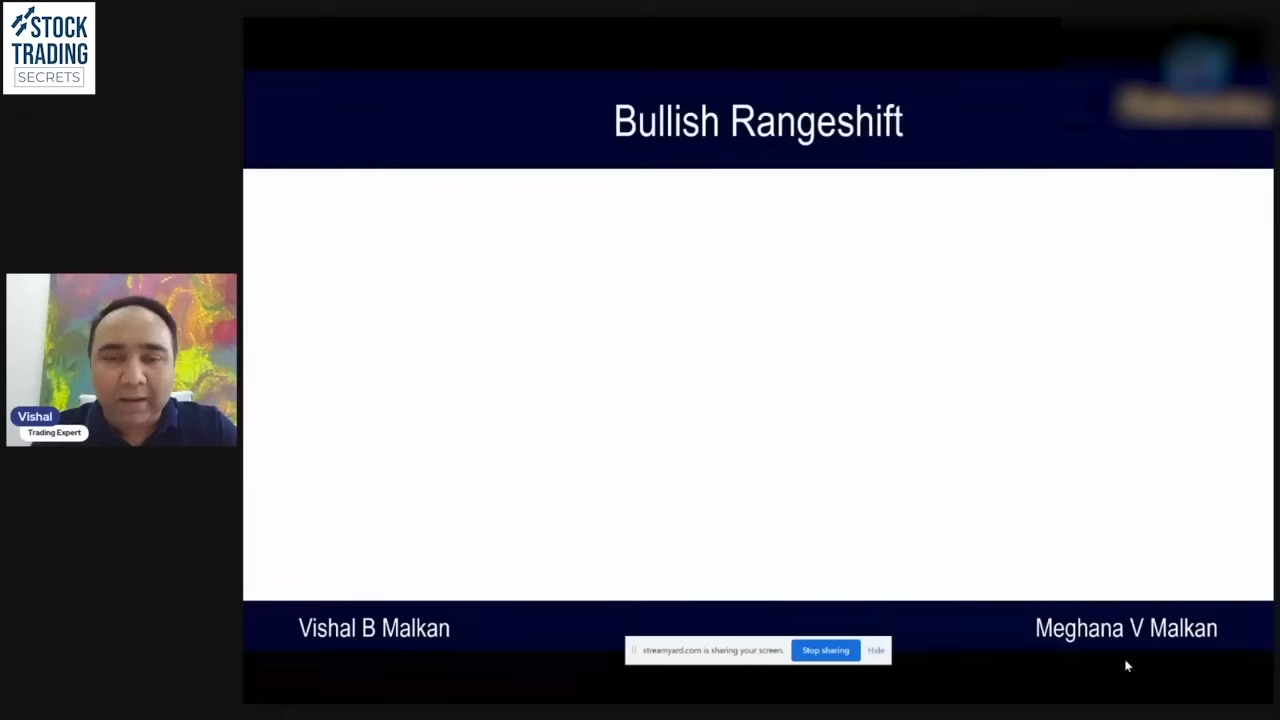 STOCK
TRADING
SECRETS
Bullish Rangeshift
Vishal
Trading Expert
Vishal B Malkan
Meghana V Malkan
streamyard.com is sharing your screen.
Stop sharing
Hide